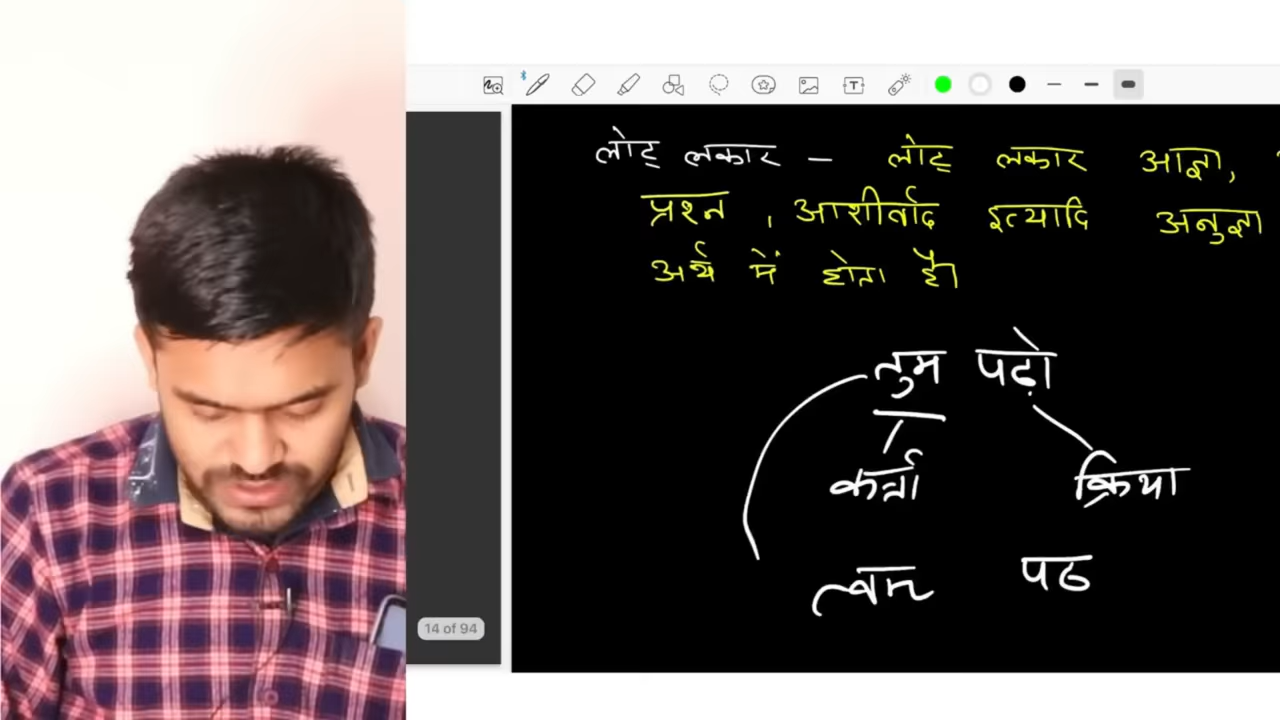 लोट् लकार – लोट् लकार आज्ञा,
प्रश्न , आशीर्वाद इत्यादि अनुज्ञा
अर्थ में होता है।
तुम पढ़ो
कर्त्ता क्रिया
त्वम् पठ
14 of 94